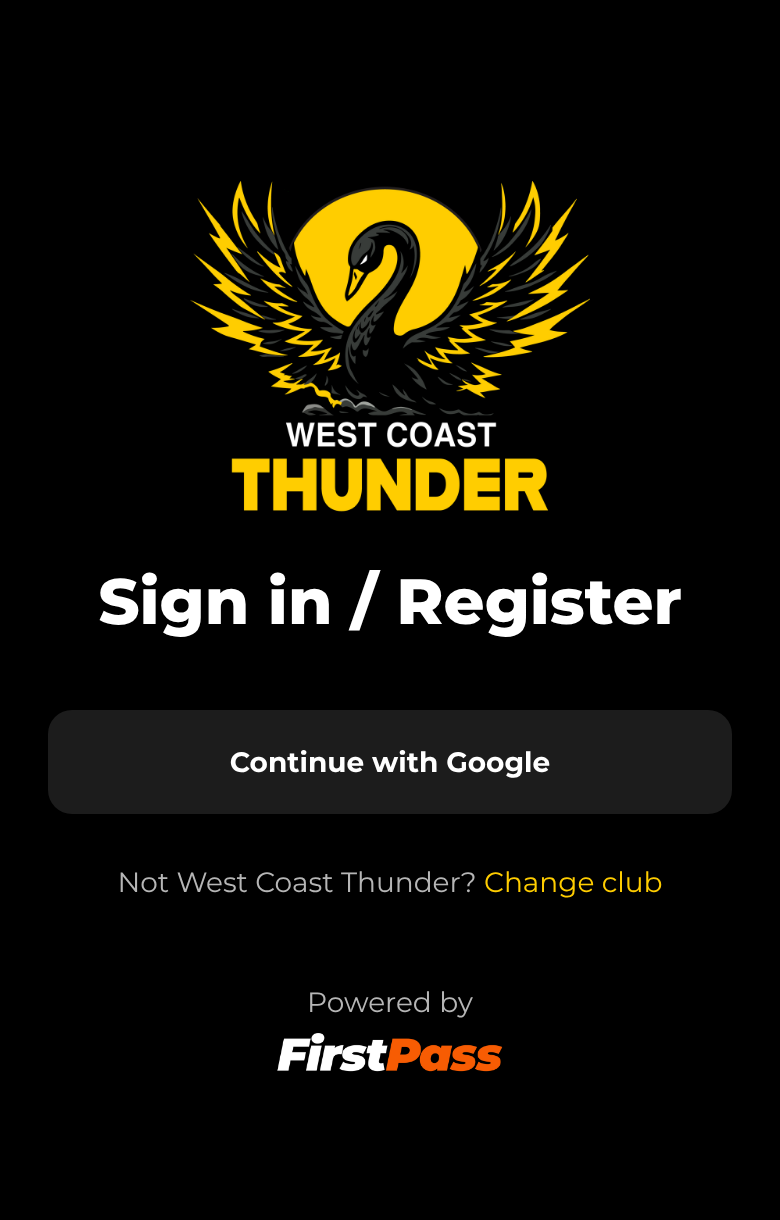 WEST COAST
THUNDER
Sign in / Register
Continue with Google
Not West Coast Thunder? Change club
Powered by
FirstPass